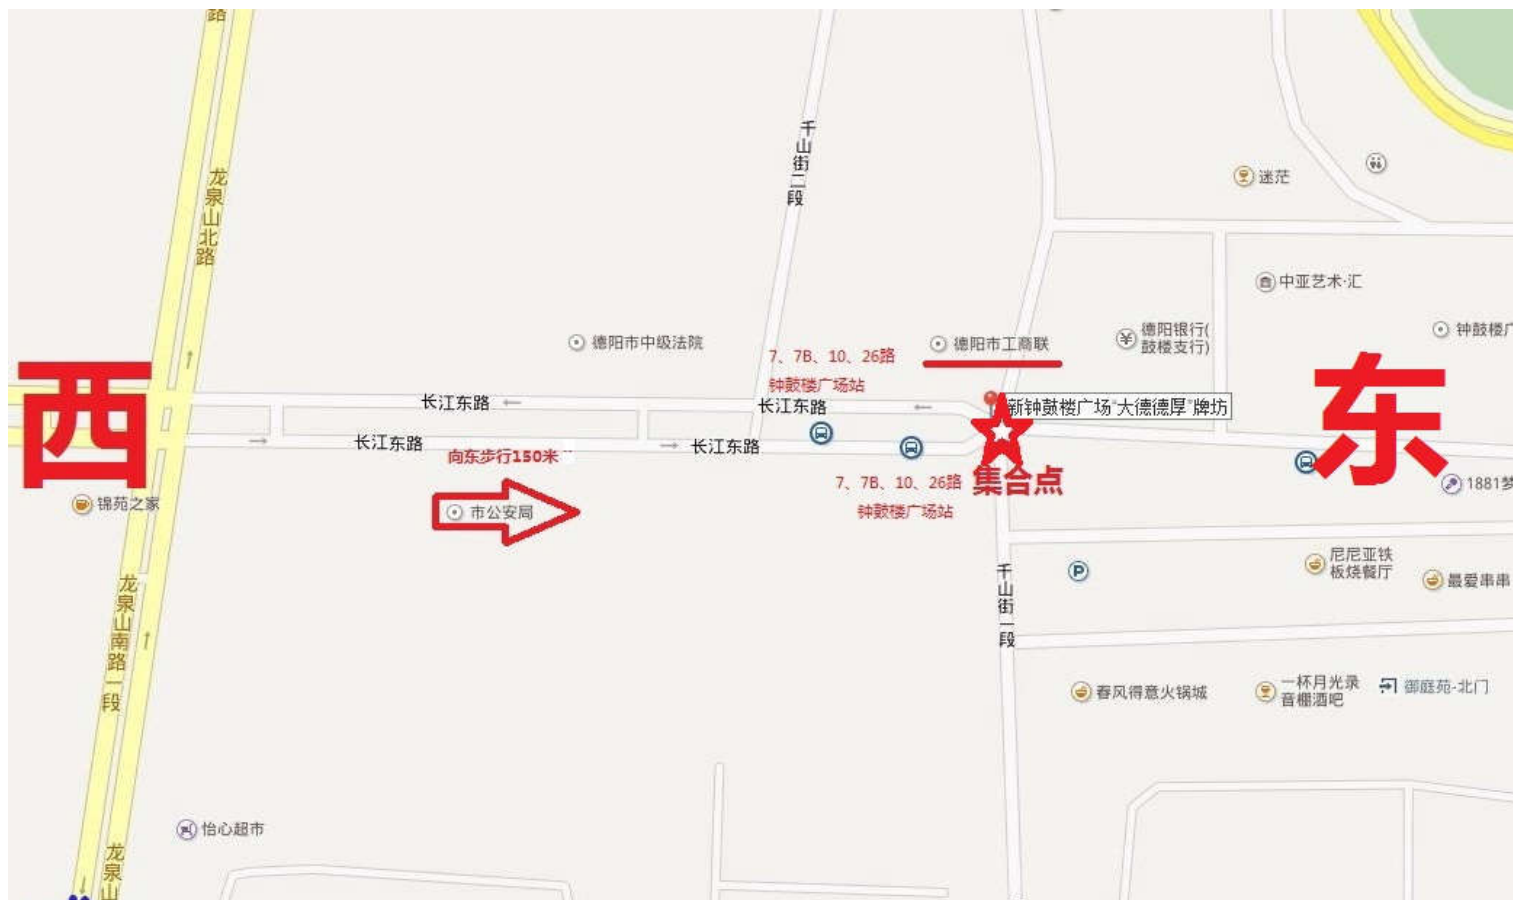 路
千山街二段
龙泉山北路
迷茫
中亚艺术·汇
德阳市中级法院
德阳市工商联
德阳银行(
鼓楼支行)
钟鼓楼广
7、7B、10、26路
钟鼓楼广场站
西
东
长江东路
长江东路
新钟鼓楼广场“大德德厚”牌坊
长江东路
长江东路
向东步行150米
7、7B、10、26路
钟鼓楼广场站
集合点
1881梦
锦苑之家
市公安局
尼尼亚铁
板烧餐厅
最爱串串
P
千山街一段
龙泉山南路一段
春风得意火锅城
一杯月光录
音棚酒吧
御庭苑-北门
怡心超市
龙泉山